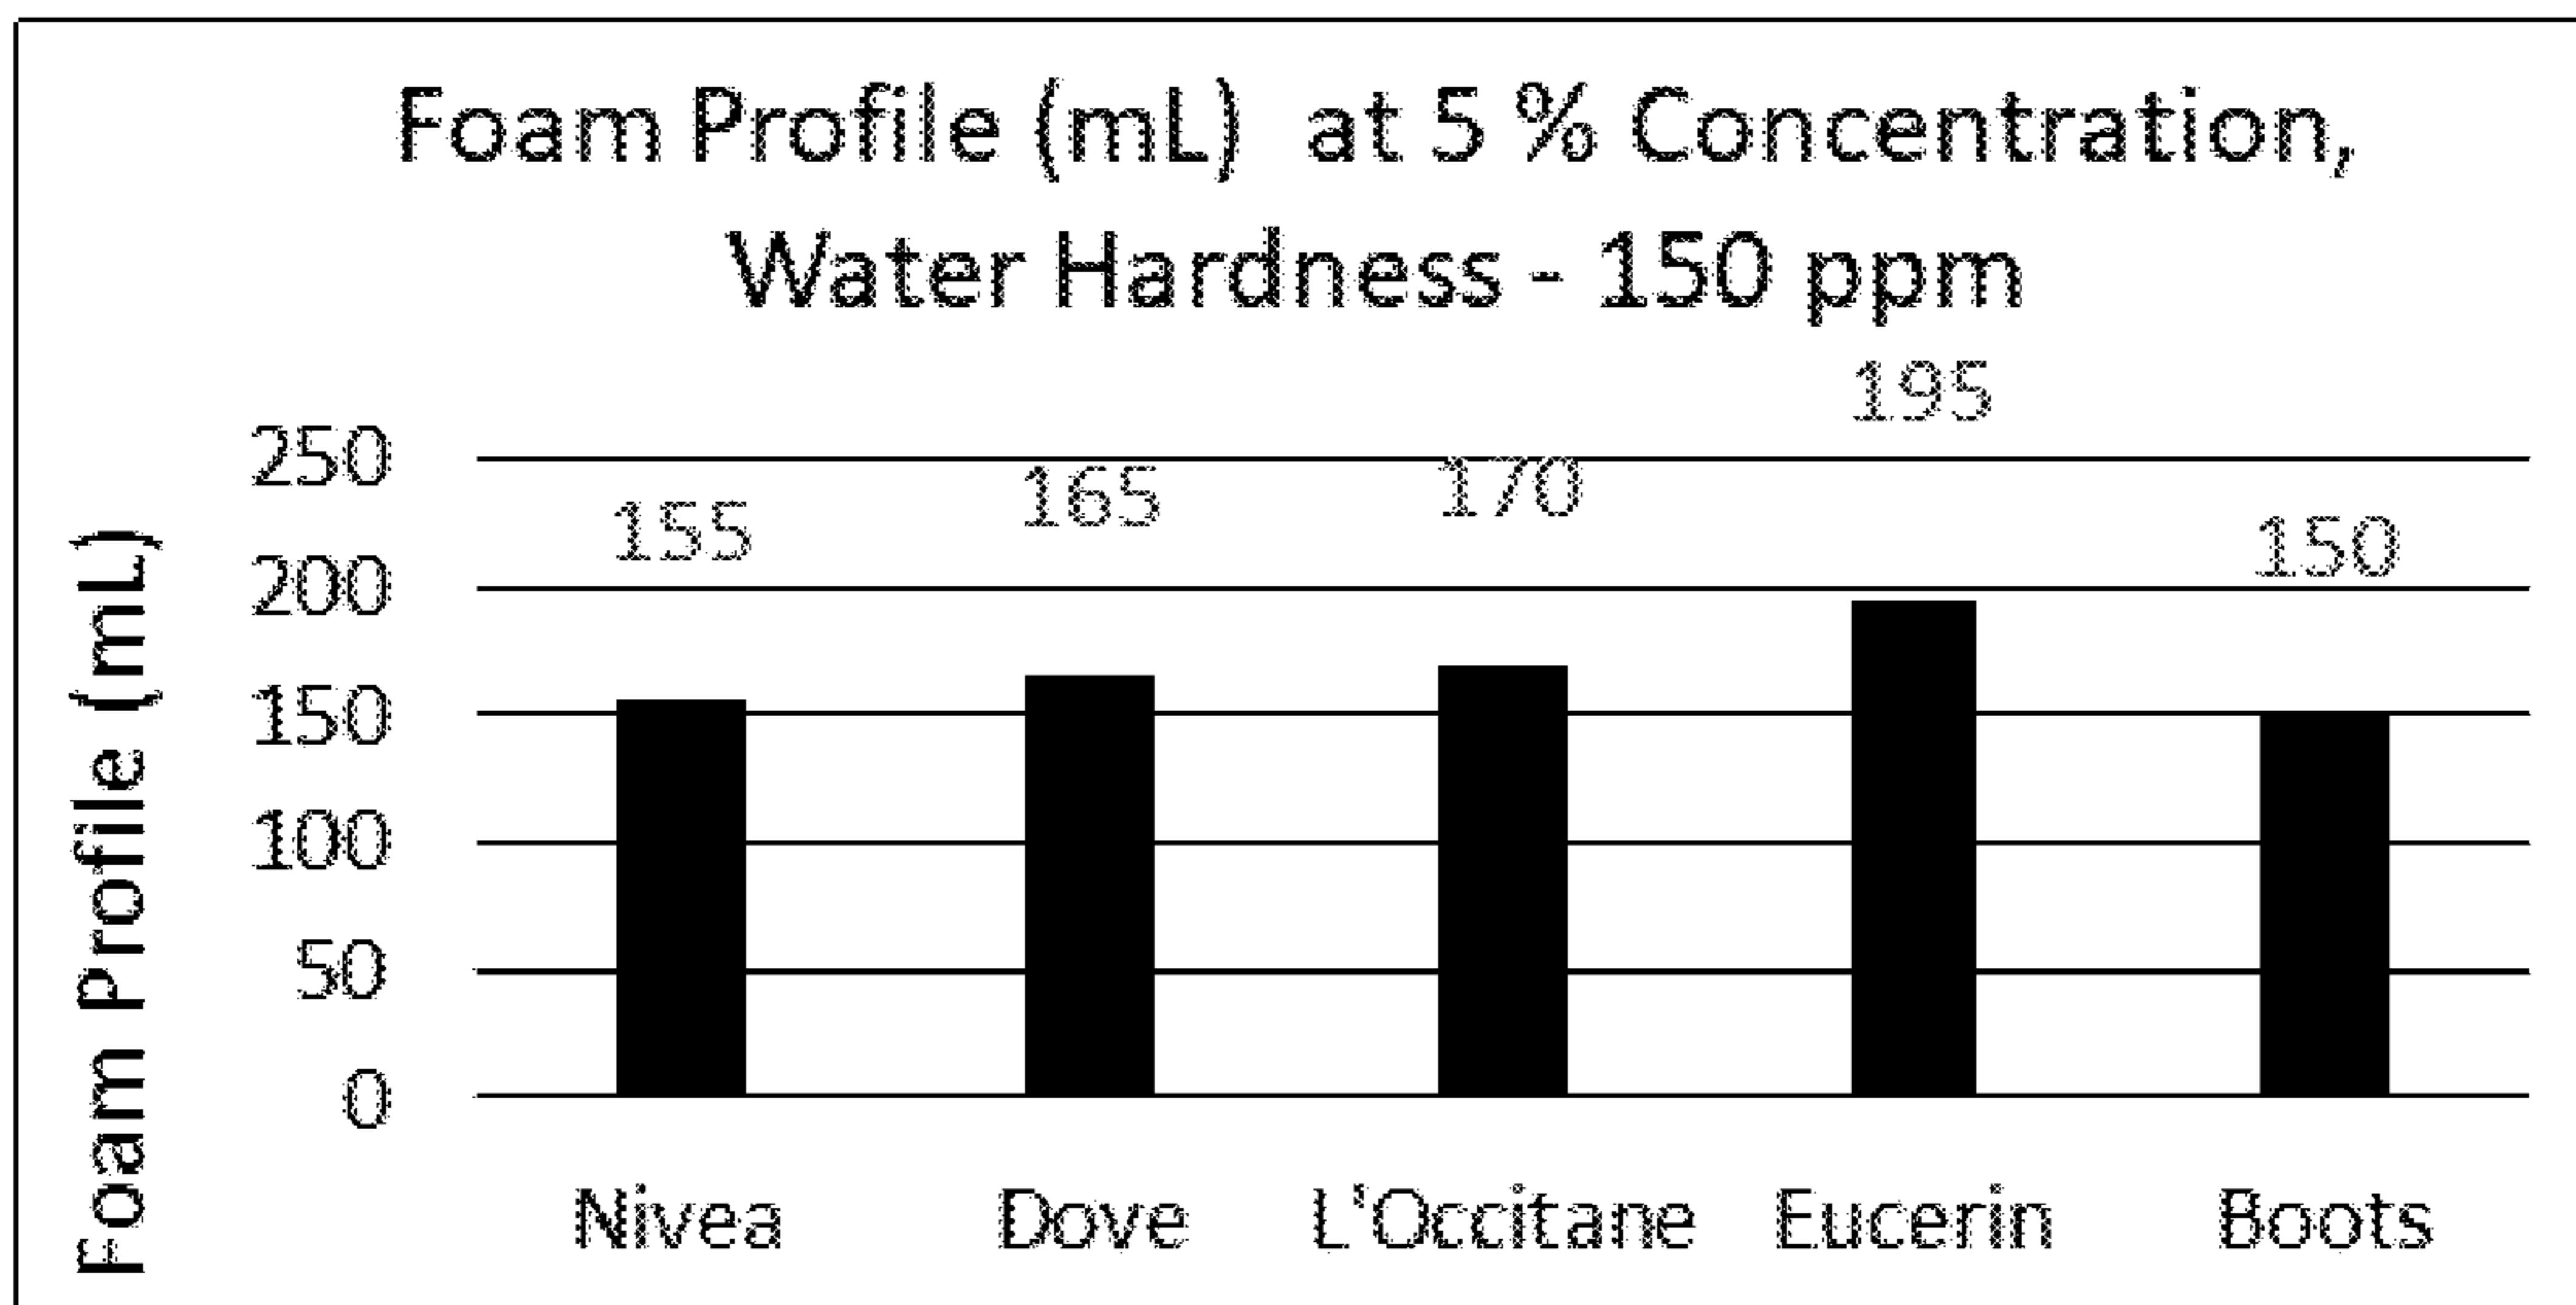 Foam Profile (mL)  at 5 % Concentration,
Water Hardness - 150 ppm
Foam Profile (mL)
250
200
150
100
50
0
155
165
170
195
150
Nivea
Dove
L'Occitane
Eucerin
Boots